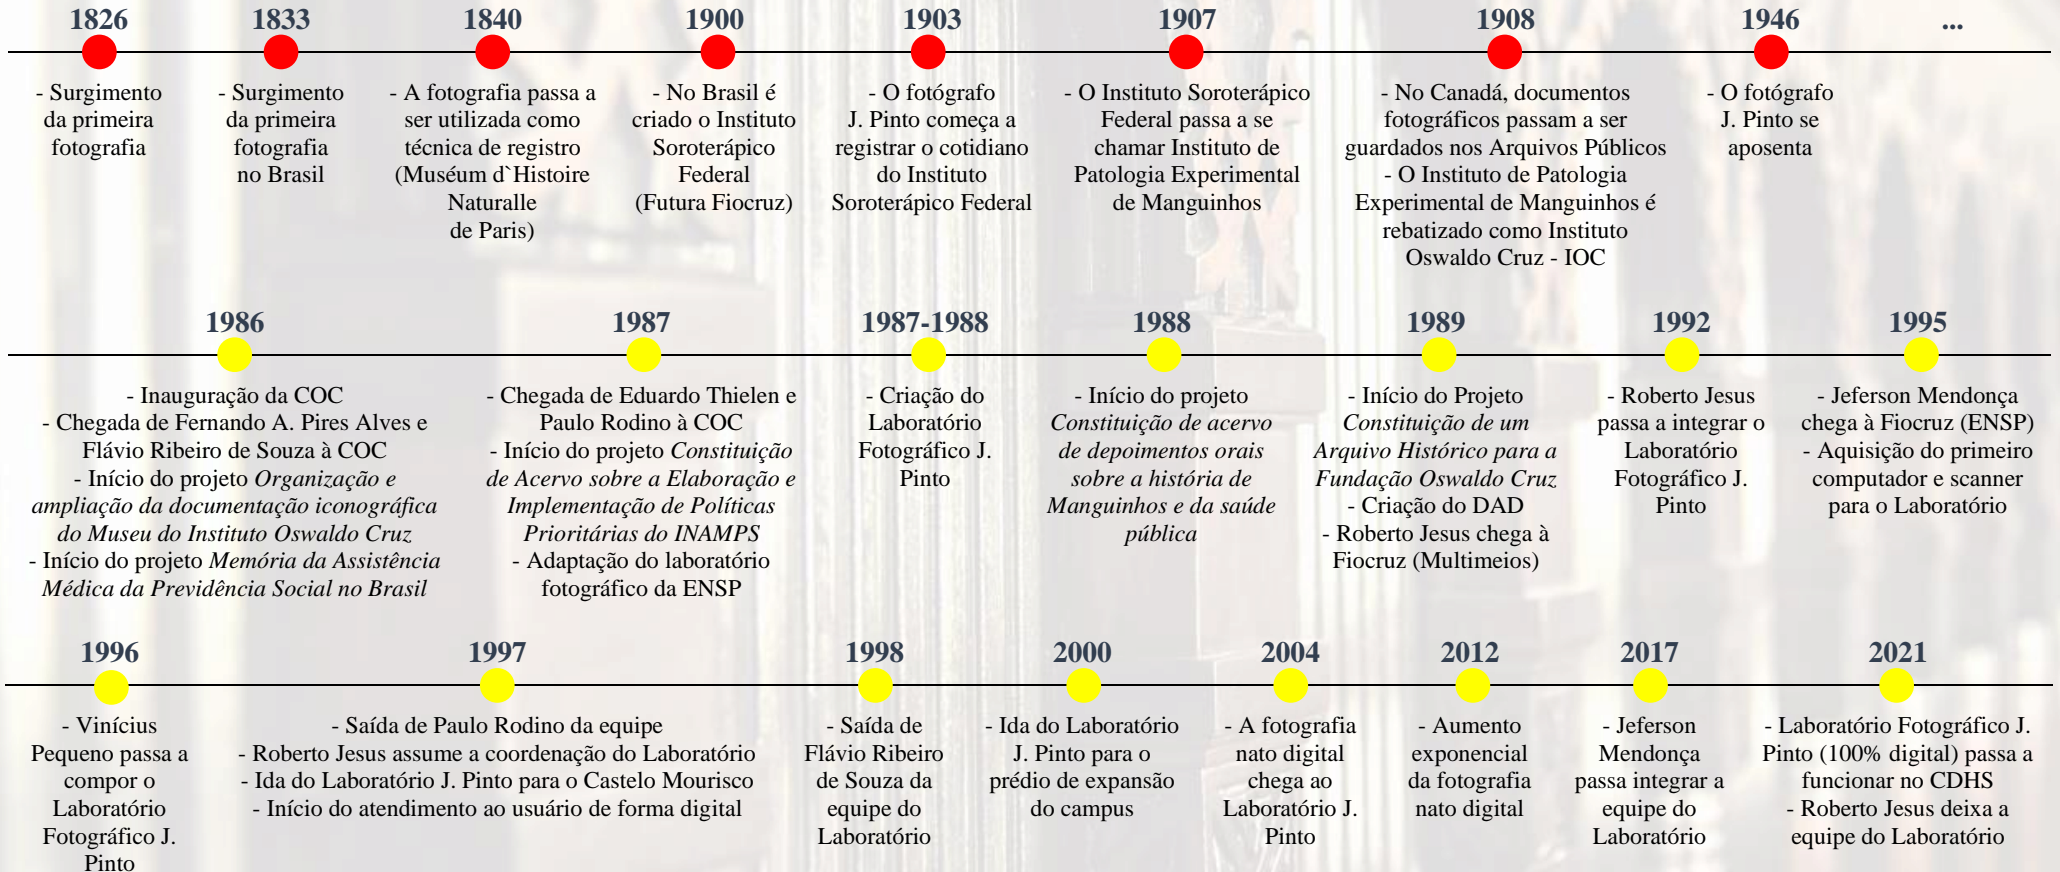 1826
- Surgimento
da primeira
fotografia
1833
- Surgimento
da primeira
fotografia
no Brasil
1840
- A fotografia passa a
ser utilizada como
técnica de registro
(Muséum d`Histoire
Naturalle
de Paris)
1900
- No Brasil é
criado o Instituto
Soroterápico
Federal
(Futura Fiocruz)
1903
- O fotógrafo
J. Pinto começa a
registrar o cotidiano
do Instituto
Soroterápico Federal
1907
- O Instituto Soroterápico
Federal passa a se
chamar Instituto de
Patologia Experimental
de Manguinhos
1908
- No Canadá, documentos
fotográficos passam a ser
guardados nos Arquivos Públicos
- O Instituto de Patologia
Experimental de Manguinhos é
rebatizado como Instituto
Oswaldo Cruz - IOC
1946
- O fotógrafo
J. Pinto se
aposenta
...
1986
- Inauguração da COC
- Chegada de Fernando A. Pires Alves e
Flávio Ribeiro de Souza à COC
- Início do projeto Organização e
ampliação da documentação iconográfica
do Museu do Instituto Oswaldo Cruz
- Início do projeto Memória da Assistência
Médica da Previdência Social no Brasil
1987
- Chegada de Eduardo Thielen e
Paulo Rodino à COC
- Início do projeto Constituição
de Acervo sobre a Elaboração e
Implementação de Políticas
Prioritárias do INAMPS
- Adaptação do laboratório
fotográfico da ENSP
1987-1988
- Criação do
Laboratório
Fotográfico J.
Pinto
1988
- Início do projeto
Constituição de acervo
de depoimentos orais
sobre a história de
Manguinhos e da saúde
pública
1989
- Início do Projeto
Constituição de um
Arquivo Histórico para a
Fundação Oswaldo Cruz
- Criação do DAD
- Roberto Jesus chega à
Fiocruz (Multimeios)
1992
- Roberto Jesus
passa a integrar o
Laboratório
Fotográfico J.
Pinto
1995
- Jeferson Mendonça
chega à Fiocruz (ENSP)
- Aquisição do primeiro
computador e scanner
para o Laboratório
1996
- Vinícius
Pequeno passa a
compor o
Laboratório
Fotográfico J.
Pinto
1997
- Saída de Paulo Rodino da equipe
- Roberto Jesus assume a coordenação do Laboratório
- Ida do Laboratório J. Pinto para o Castelo Mourisco
- Início do atendimento ao usuário de forma digital
1998
- Saída de
Flávio Ribeiro
de Souza da
equipe do
Laboratório
2000
- Ida do Laboratório
J. Pinto para o
prédio de expansão
do campus
2004
- A fotografia
nato digital
chega ao
Laboratório J.
Pinto
2012
- Aumento
exponencial
da fotografia
nato digital
2017
- Jeferson
Mendonça
passa integrar a
equipe do
Laboratório
2021
- Laboratório Fotográfico J.
Pinto (100% digital) passa a
funcionar no CDHS
- Roberto Jesus deixa a
equipe do Laboratório